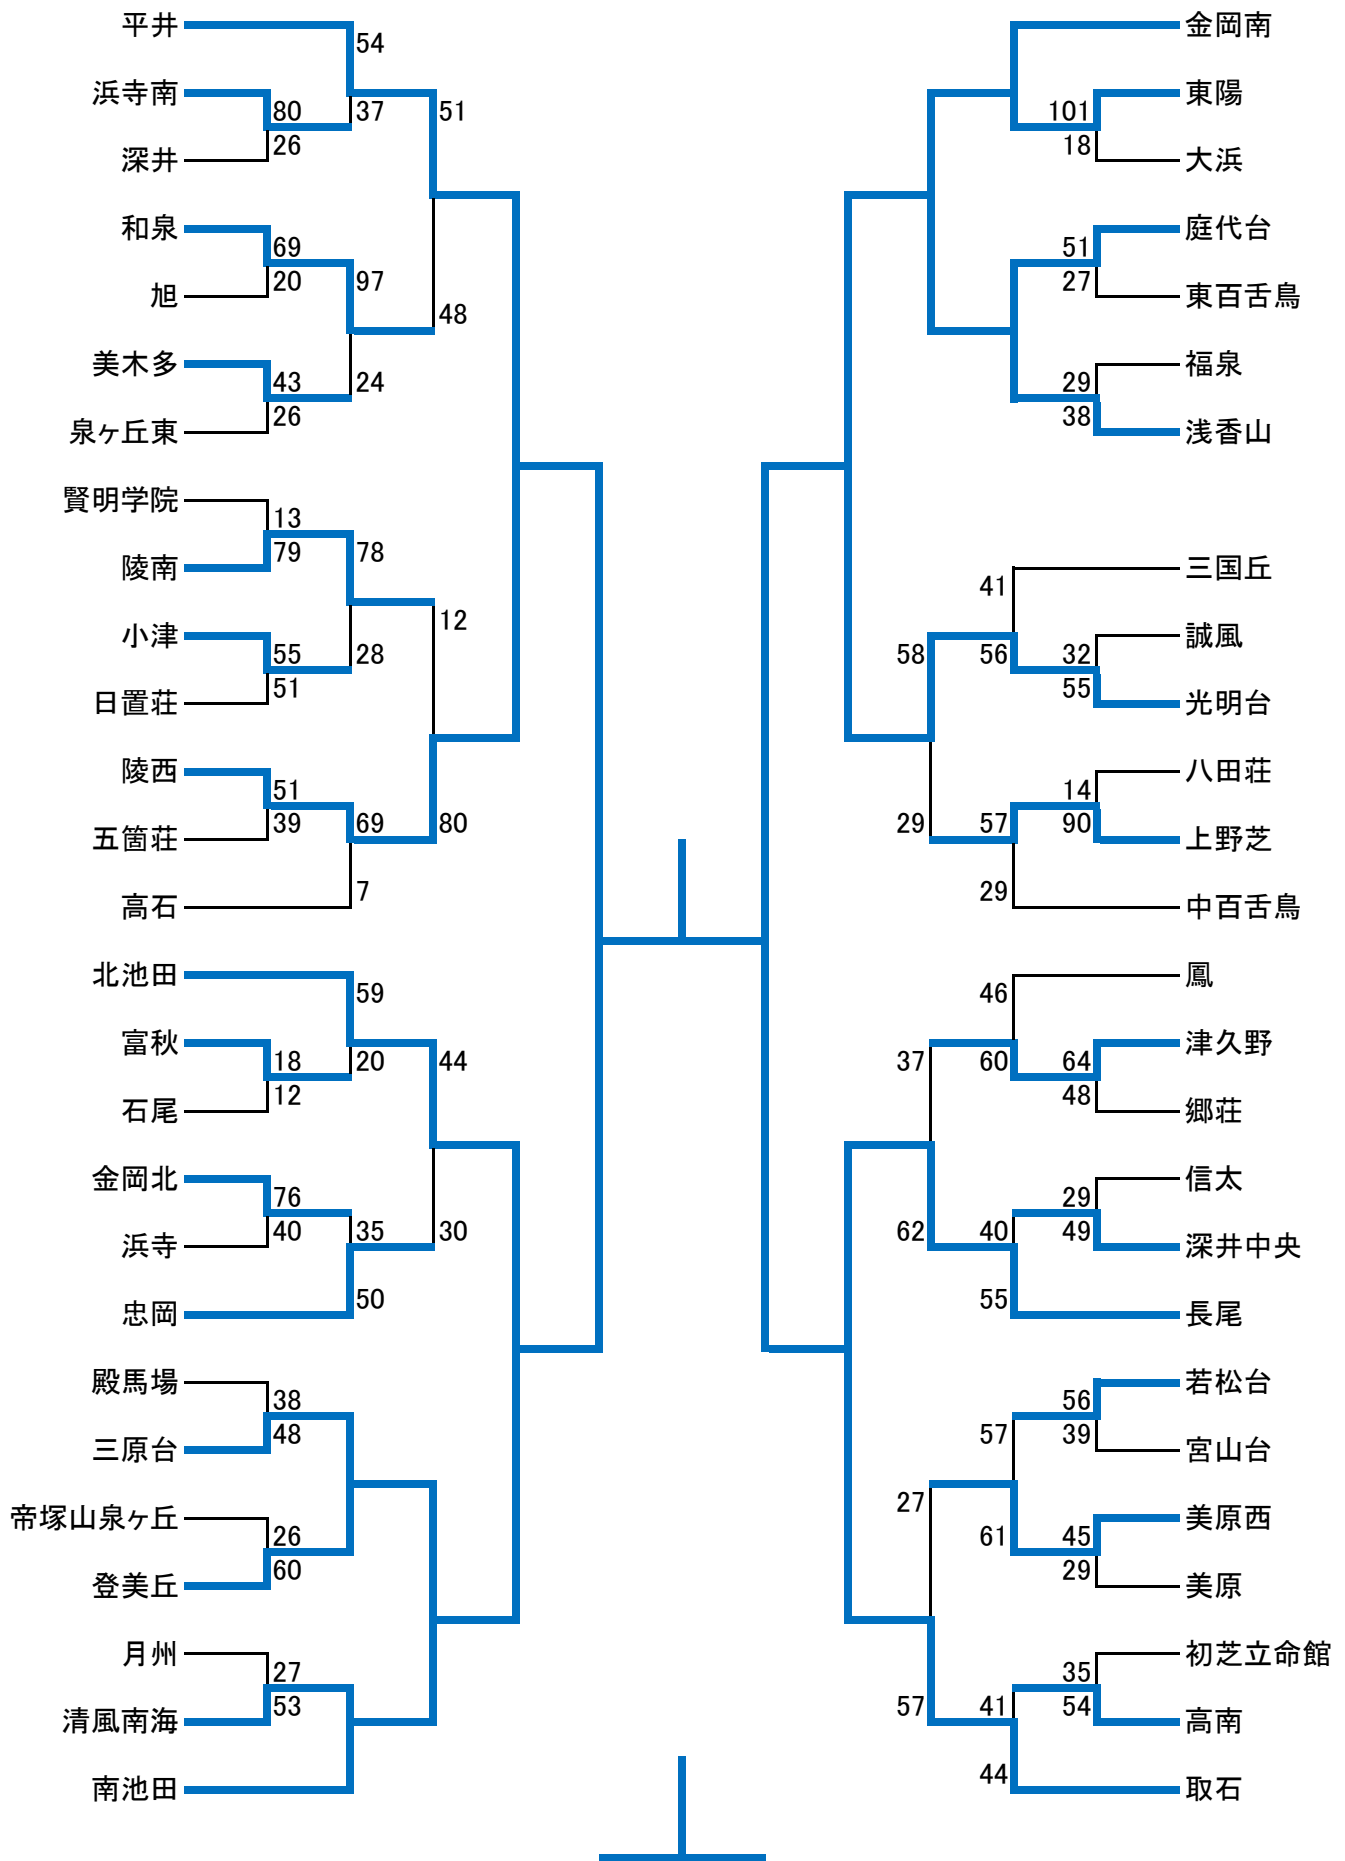 平井
54
浜寺南
80
37
51
26
深井
和泉
69
97
20
旭
48
美木多
43
24
26
泉ヶ丘東
賢明学院
13
79
78
陵南
12
小津
55
28
51
日置荘
陵西
51
39
69
80
五箇荘
7
高石
北池田
59
富秋
18
20
44
12
石尾
金岡北
76
40
35
30
浜寺
50
忠岡
殿馬場
38
48
三原台
帝塚山泉ヶ丘
26
60
登美丘
月州
27
53
清風南海
南池田
金岡南
東陽
101
18
大浜
庭代台
51
27
東百舌鳥
福泉
29
38
浅香山
三国丘
41
誠風
58
56
32
55
光明台
八田荘
14
29
57
90
上野芝
29
中百舌鳥
鳳
46
津久野
37
60
64
48
郷荘
信太
29
62
40
49
深井中央
55
長尾
若松台
56
57
39
宮山台
27
美原西
61
45
29
美原
初芝立命館
35
57
41
54
高南
44
取石